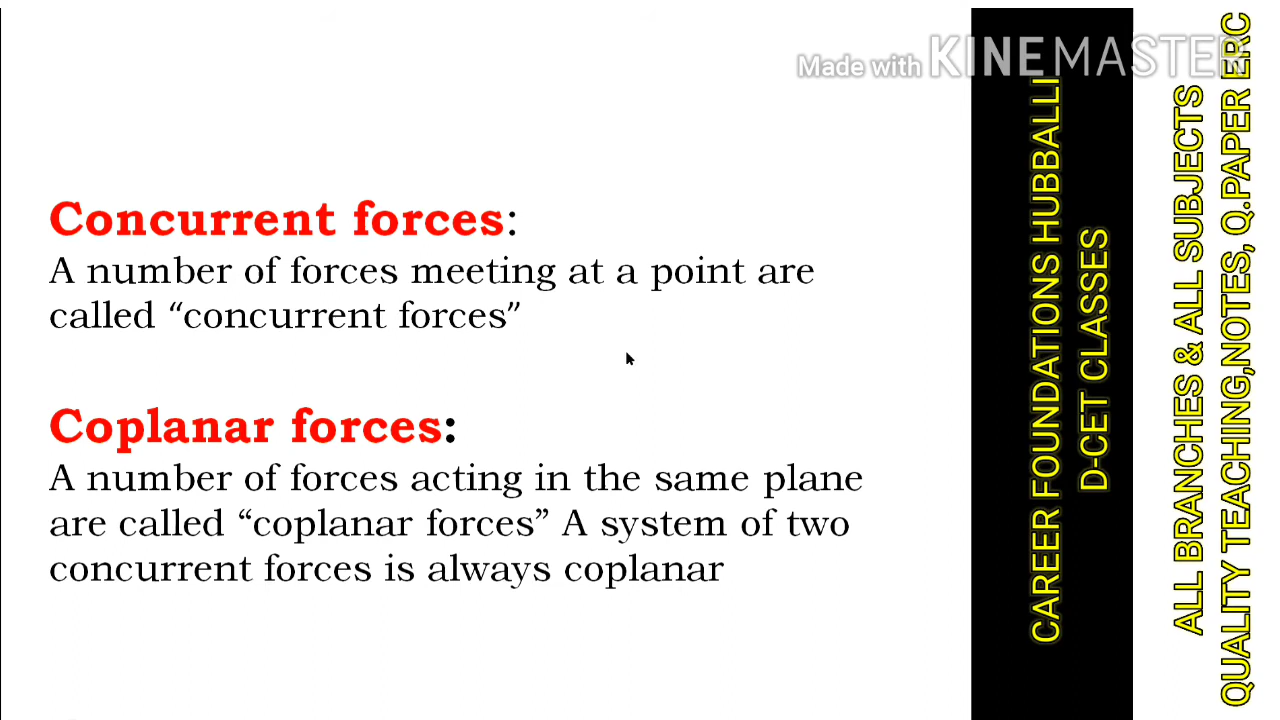 Made with KINEMASTER
Concurrent forces:
A number of forces meeting at a point are
called “concurrent forces”
Coplanar forces:
A number of forces acting in the same plane
are called “coplanar forces” A system of two
concurrent forces is always coplanar
CAREER FOUNDATIONS HUBBALLI
D-CET CLASSES
ALL BRANCHES & ALL SUBJECTS
QUALITY TEACHING,NOTES, Q.PAPER ERC